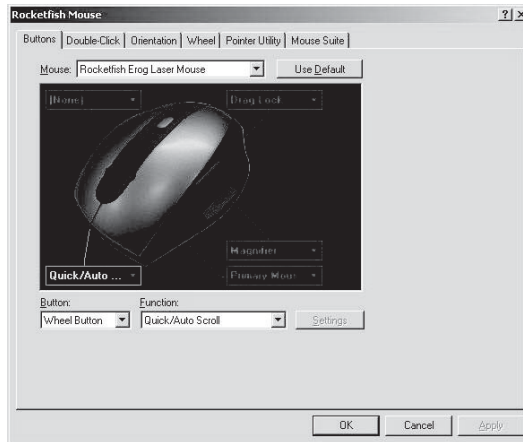 Rocketfish Mouse
Buttons Double-Click Orientation Wheel Pointer Utility Mouse Suite
Mouse: Rocketfish Erog Laser Mouse Use Default
[None] Drag Lock
Magnifier
Quick/Auto ... Primary Mour
Button: Function:
Wheel Button Quick/Auto Scroll Settings
OK Cancel Apply